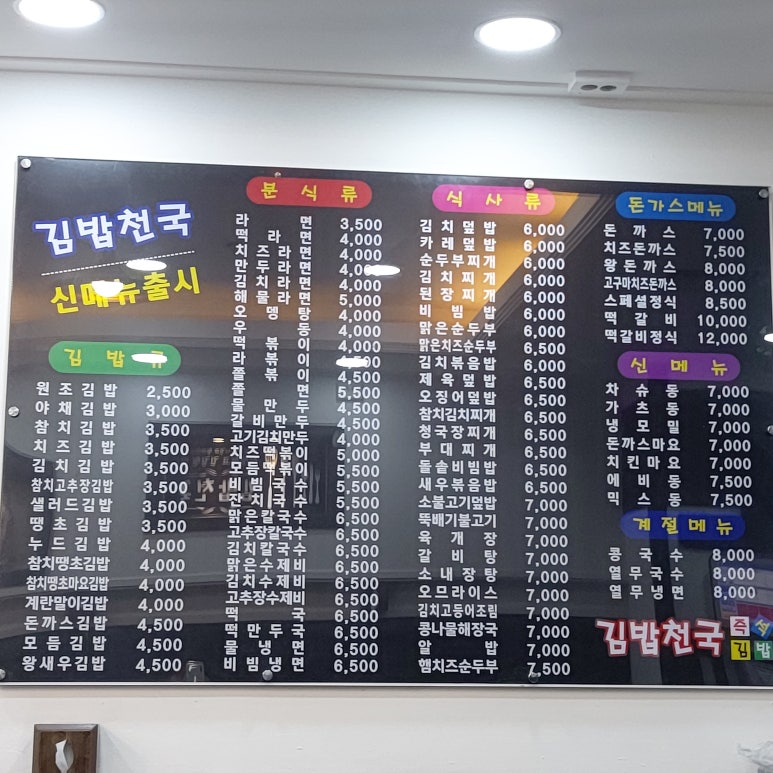 김밥천국
신메뉴출시
김밥류
원조김밥 2,500
야채김밥 3,000
참치김밥 3,500
치즈김밥 3,500
김치김밥 3,500
참치고추장김밥 3,500
샐러드김밥 3,500
땡초김밥 3,500
누드김밥 4,000
참치땡초김밥 4,000
참치땡초마요김밥 4,000
계란말이김밥 4,000
돈까스김밥 4,500
모듬김밥 4,500
왕새우김밥 4,500
분식류
라면 3,500
떡라면 4,000
치즈라면 4,000
만두라면 4,000
김치라면 4,000
해물라면 5,000
오뎅탕 4,000
우동 4,000
떡볶이 4,000
라볶이
쫄볶이 4,500
쫄면 5,500
물만두 4,500
갈비만두 4,500
고기김치만두 4,500
치즈떡볶이 5,000
모듬떡볶이 5,000
비빔국수 5,500
잔치국수 5,000
맑은칼국수 6,000
고추장칼국수 6,500
김치칼국수 6,500
맑은수제비 6,500
김치수제비 6,500
고추장수제비 6,500
떡국 6,500
떡만두국 6,500
물냉면 6,500
비빔냉면 6,500
식사류
김치덮밥 6,000
카레덮밥 6,000
순두부찌개 6,000
김치찌개 6,000
된장찌개 6,000
비빔밥 6,000
맑은순두부 6,000
맑은치즈순두부 6,500
김치볶음밥 6,000
제육덮밥 6,500
오징어덮밥 6,500
참치김치찌개 6,500
청국장찌개 6,500
부대찌개 6,500
돌솥비빔밥 6,500
새우볶음밥 6,500
소불고기덮밥 7,000
뚝배기불고기 7,000
육개장 7,000
갈비탕 7,000
소내장탕 7,000
오므라이스 7,000
김치고등어조림 7,000
콩나물해장국 7,000
알밥 7,000
햄치즈순두부 7,500
돈가스메뉴
돈까스 7,000
치즈돈까스 7,500
왕돈까스 8,000
고구마치즈돈까스 8,000
스페셜정식 8,500
떡갈비 10,000
떡갈비정식 12,000
신메뉴
차슈동 7,000
가츠동 7,000
냉모밀 7,000
돈까스마요 7,000
치킨마요 7,000
에비동 7,500
믹스동 7,500
계절메뉴
콩국수 8,000
열무국수 8,000
열무냉면 8,000
김밥천국 즉석
김밥